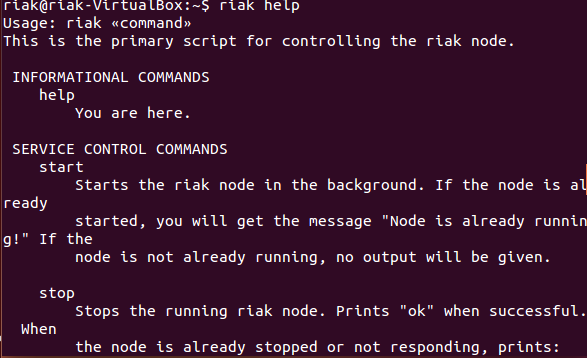 riak@riak-VirtualBox:~$ riak help
Usage: riak «command»
This is the primary script for controlling the riak node.
INFORMATIONAL COMMANDS
help
You are here.
SERVICE CONTROL COMMANDS
start
Starts the riak node in the background. If the node is al
ready
started, you will get the message "Node is already runnin
g!" If the
node is not already running, no output will be given.
stop
Stops the running riak node. Prints "ok" when successful.
When
the node is already stopped or not responding, prints: